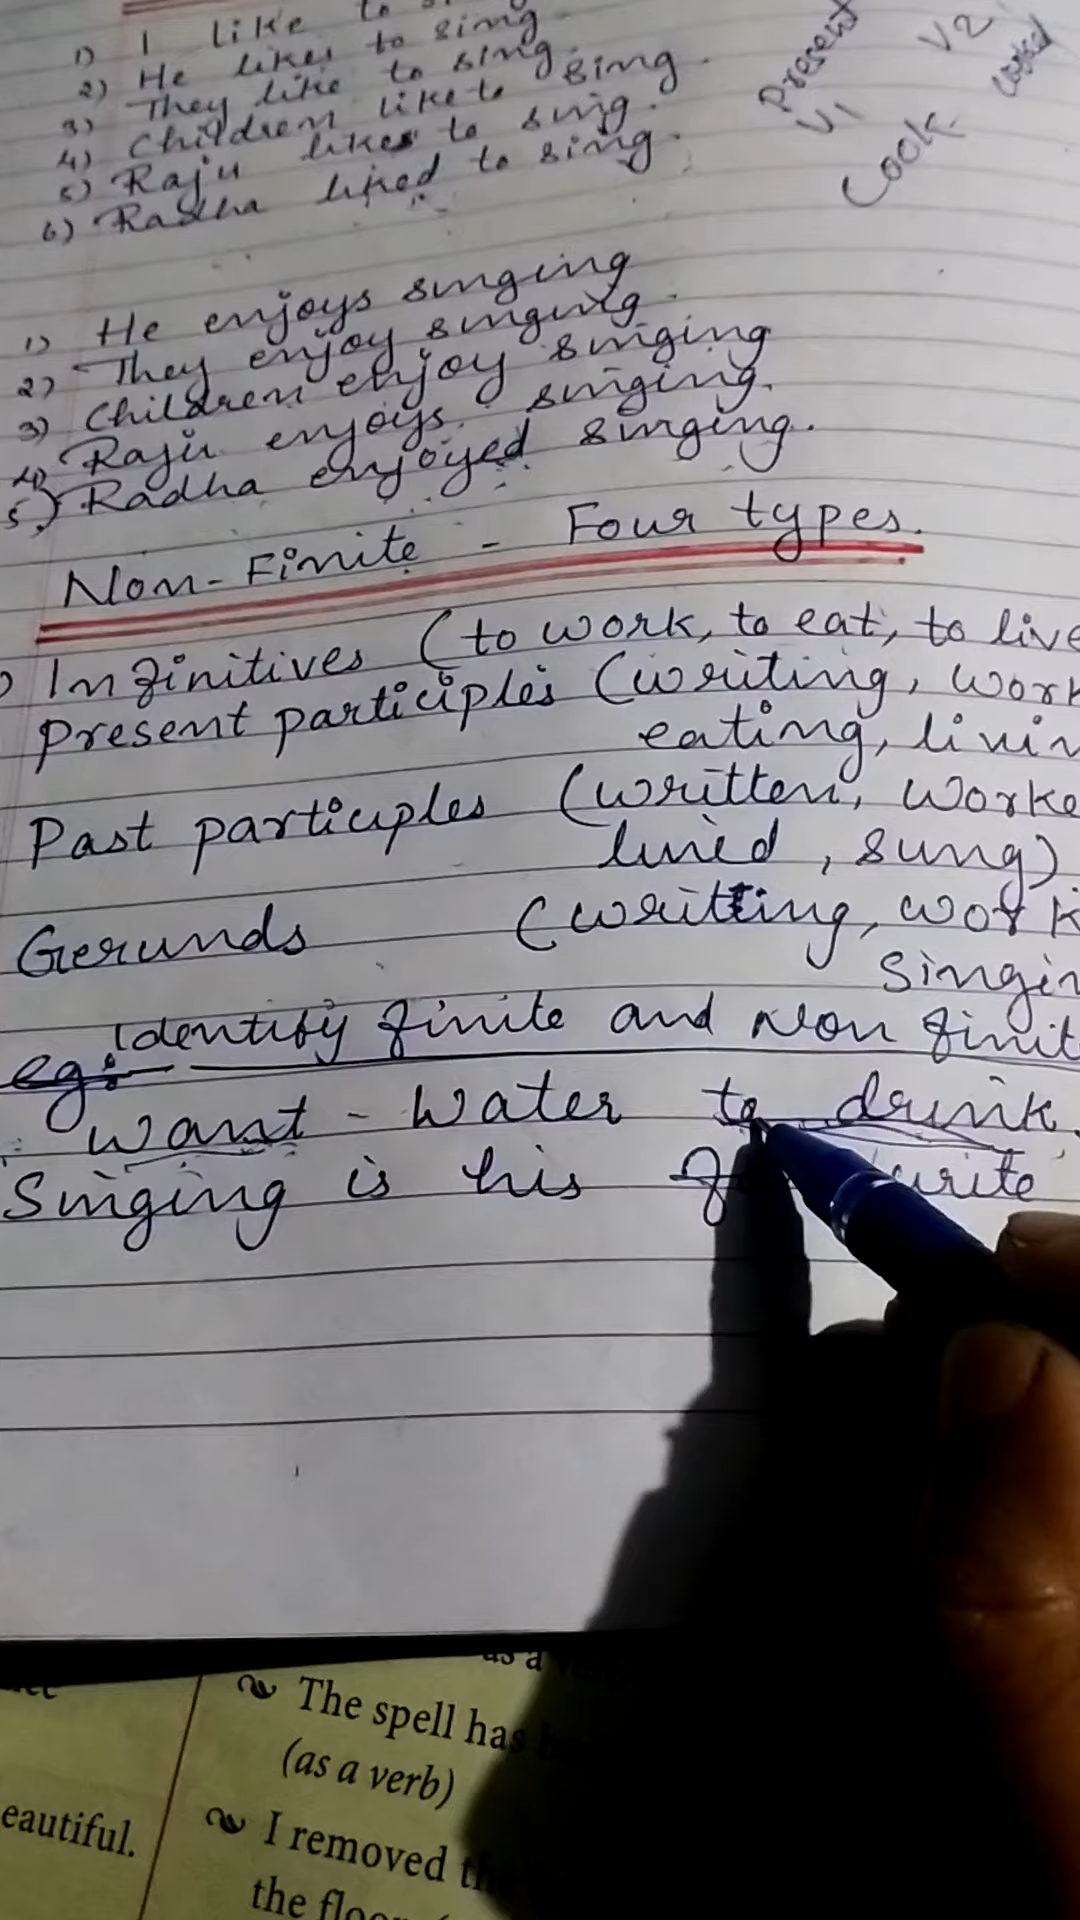 1) I like to
2) He likes to sing
3) They like to sing.
4) Children like to sing.
5) Raju likes to sing.
6) Radha liked to sing.
Present V2
V1
Cook
1) He enjoys singing
2) They enjoy singing.
3) Children enjoy singing
4) Raju enjoys singing.
5) Radha enjoyed singing.
Non-Finite - Four types.
Infinitives (to work, to eat, to live
Present participles (writing, work
eating, livin
Past participles (written, worke
lived, sung)
Gerunds (writting, work
Singin
Identify finite and Non finit
eg:
want - Water to drink.
Singing is his
as a
The spell has
(as a verb)
eautiful.
I removed
the floo